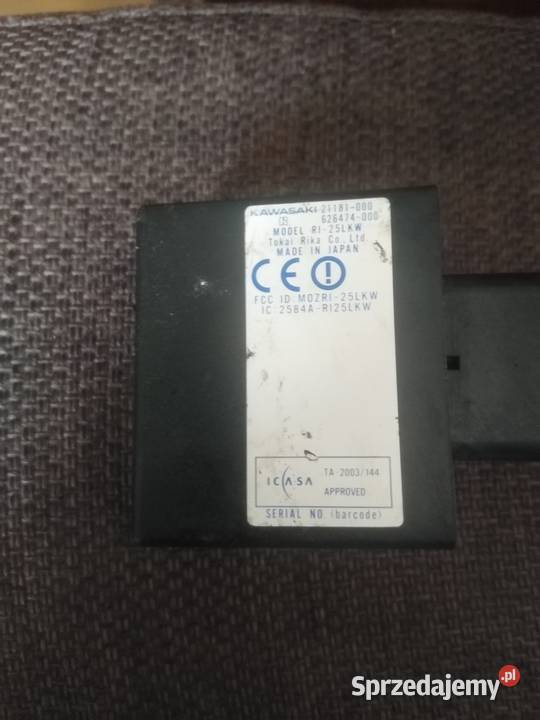 KAWASAKI 21181-000
626474-000
MODEL RI-25LKW
Tokai Rika Co., Ltd.
MADE IN JAPAN
CE
FCC ID: MOZRI-25LKW
IC: 2584A-RI25LKW
ICASA
TA-2003/144
APPROVED
SERIAL NO. (barcode)
Sprzedajemy.pl